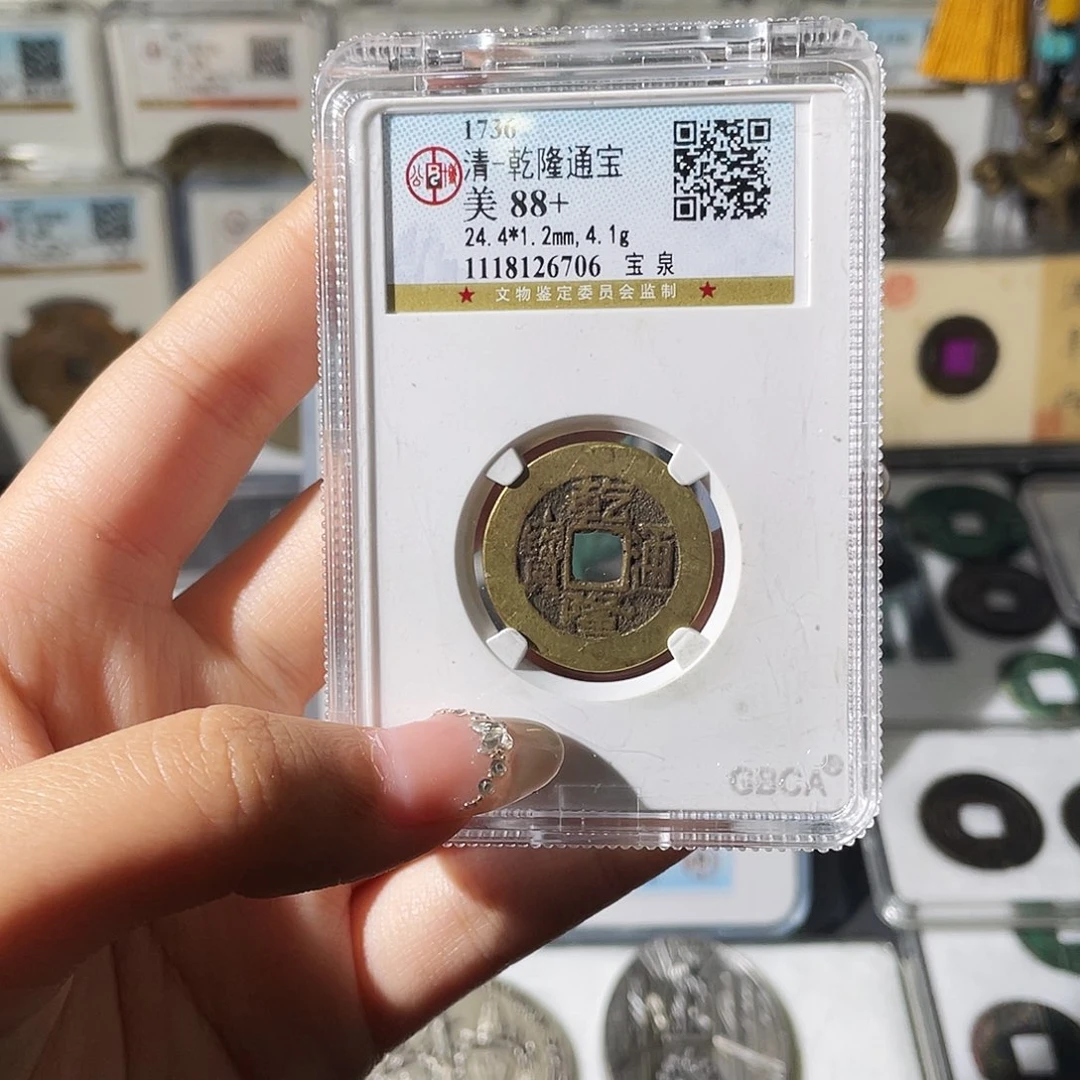 1736
清-乾隆通宝
美 88+
24.4*1.2mm,4.1g
1118126706 宝 泉
★ 文物鉴定委员会监制 ★
乾
隆
通
寶
GBCA